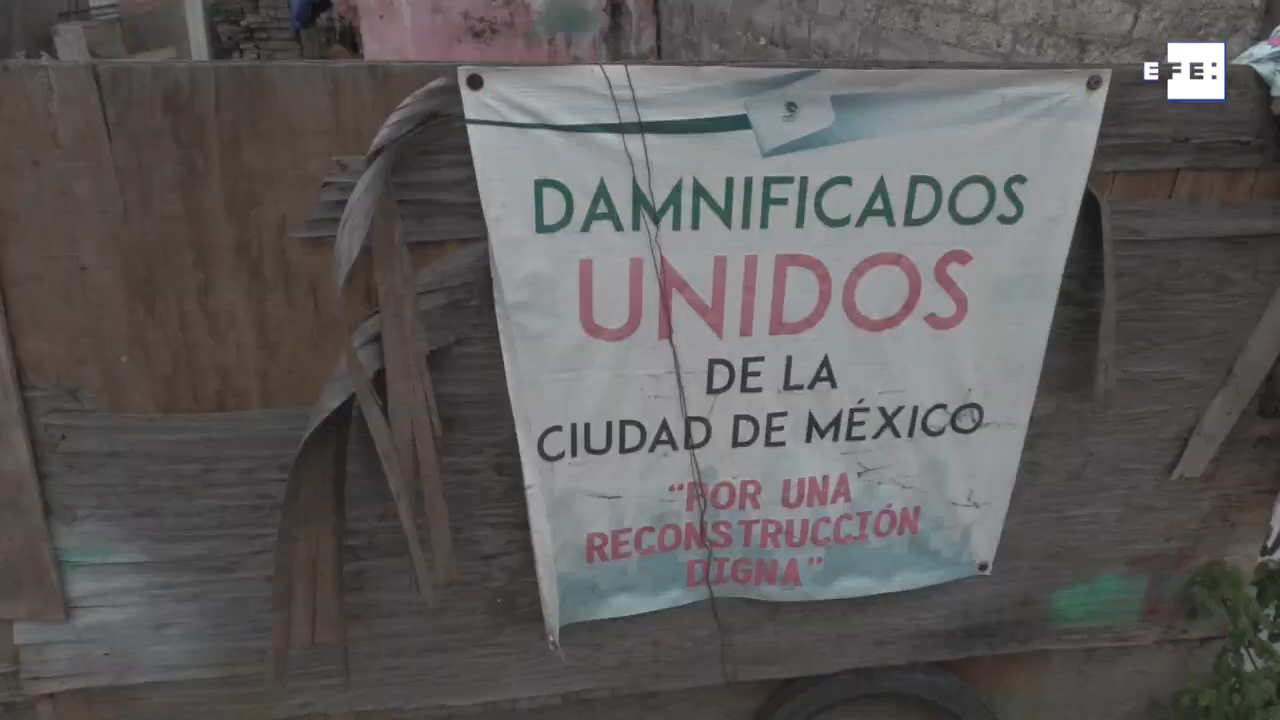 EFE:
DAMNIFICADOS
UNIDOS
DE LA
CIUDAD DE MÉXICO
“POR UNA
RECONSTRUCCIÓN
DIGNA”